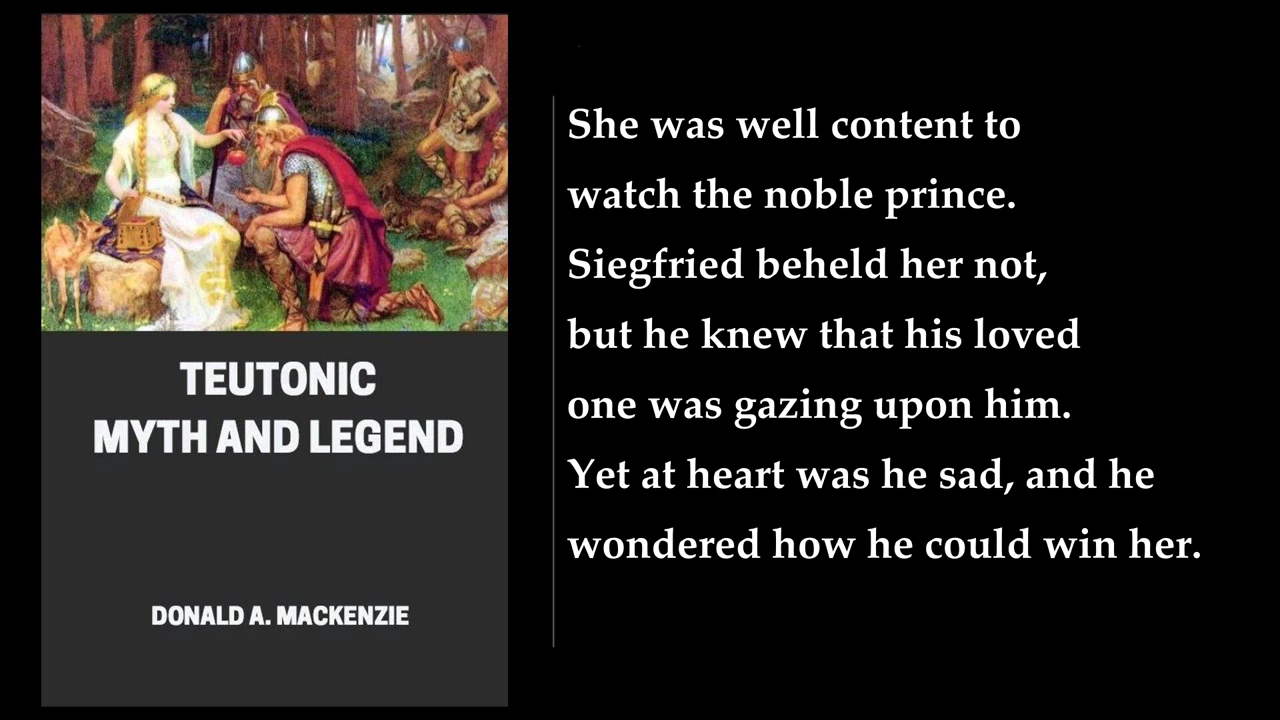 TEUTONIC
MYTH AND LEGEND
DONALD A. MACKENZIE
She was well content to
watch the noble prince.
Siegfried beheld her not,
but he knew that his loved
one was gazing upon him.
Yet at heart was he sad, and he
wondered how he could win her.